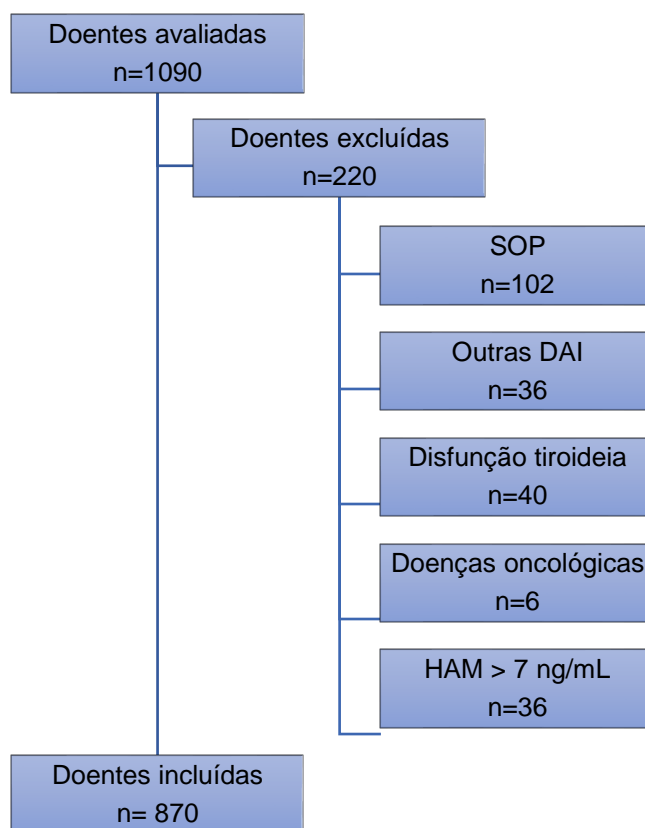 Doentes avaliadas
n=1090
Doentes excluídas
n=220
SOP
n=102
Outras DAI
n=36
Disfunção tiroideia
n=40
Doenças oncológicas
n=6
HAM > 7 ng/mL
n=36
Doentes incluídas
n= 870